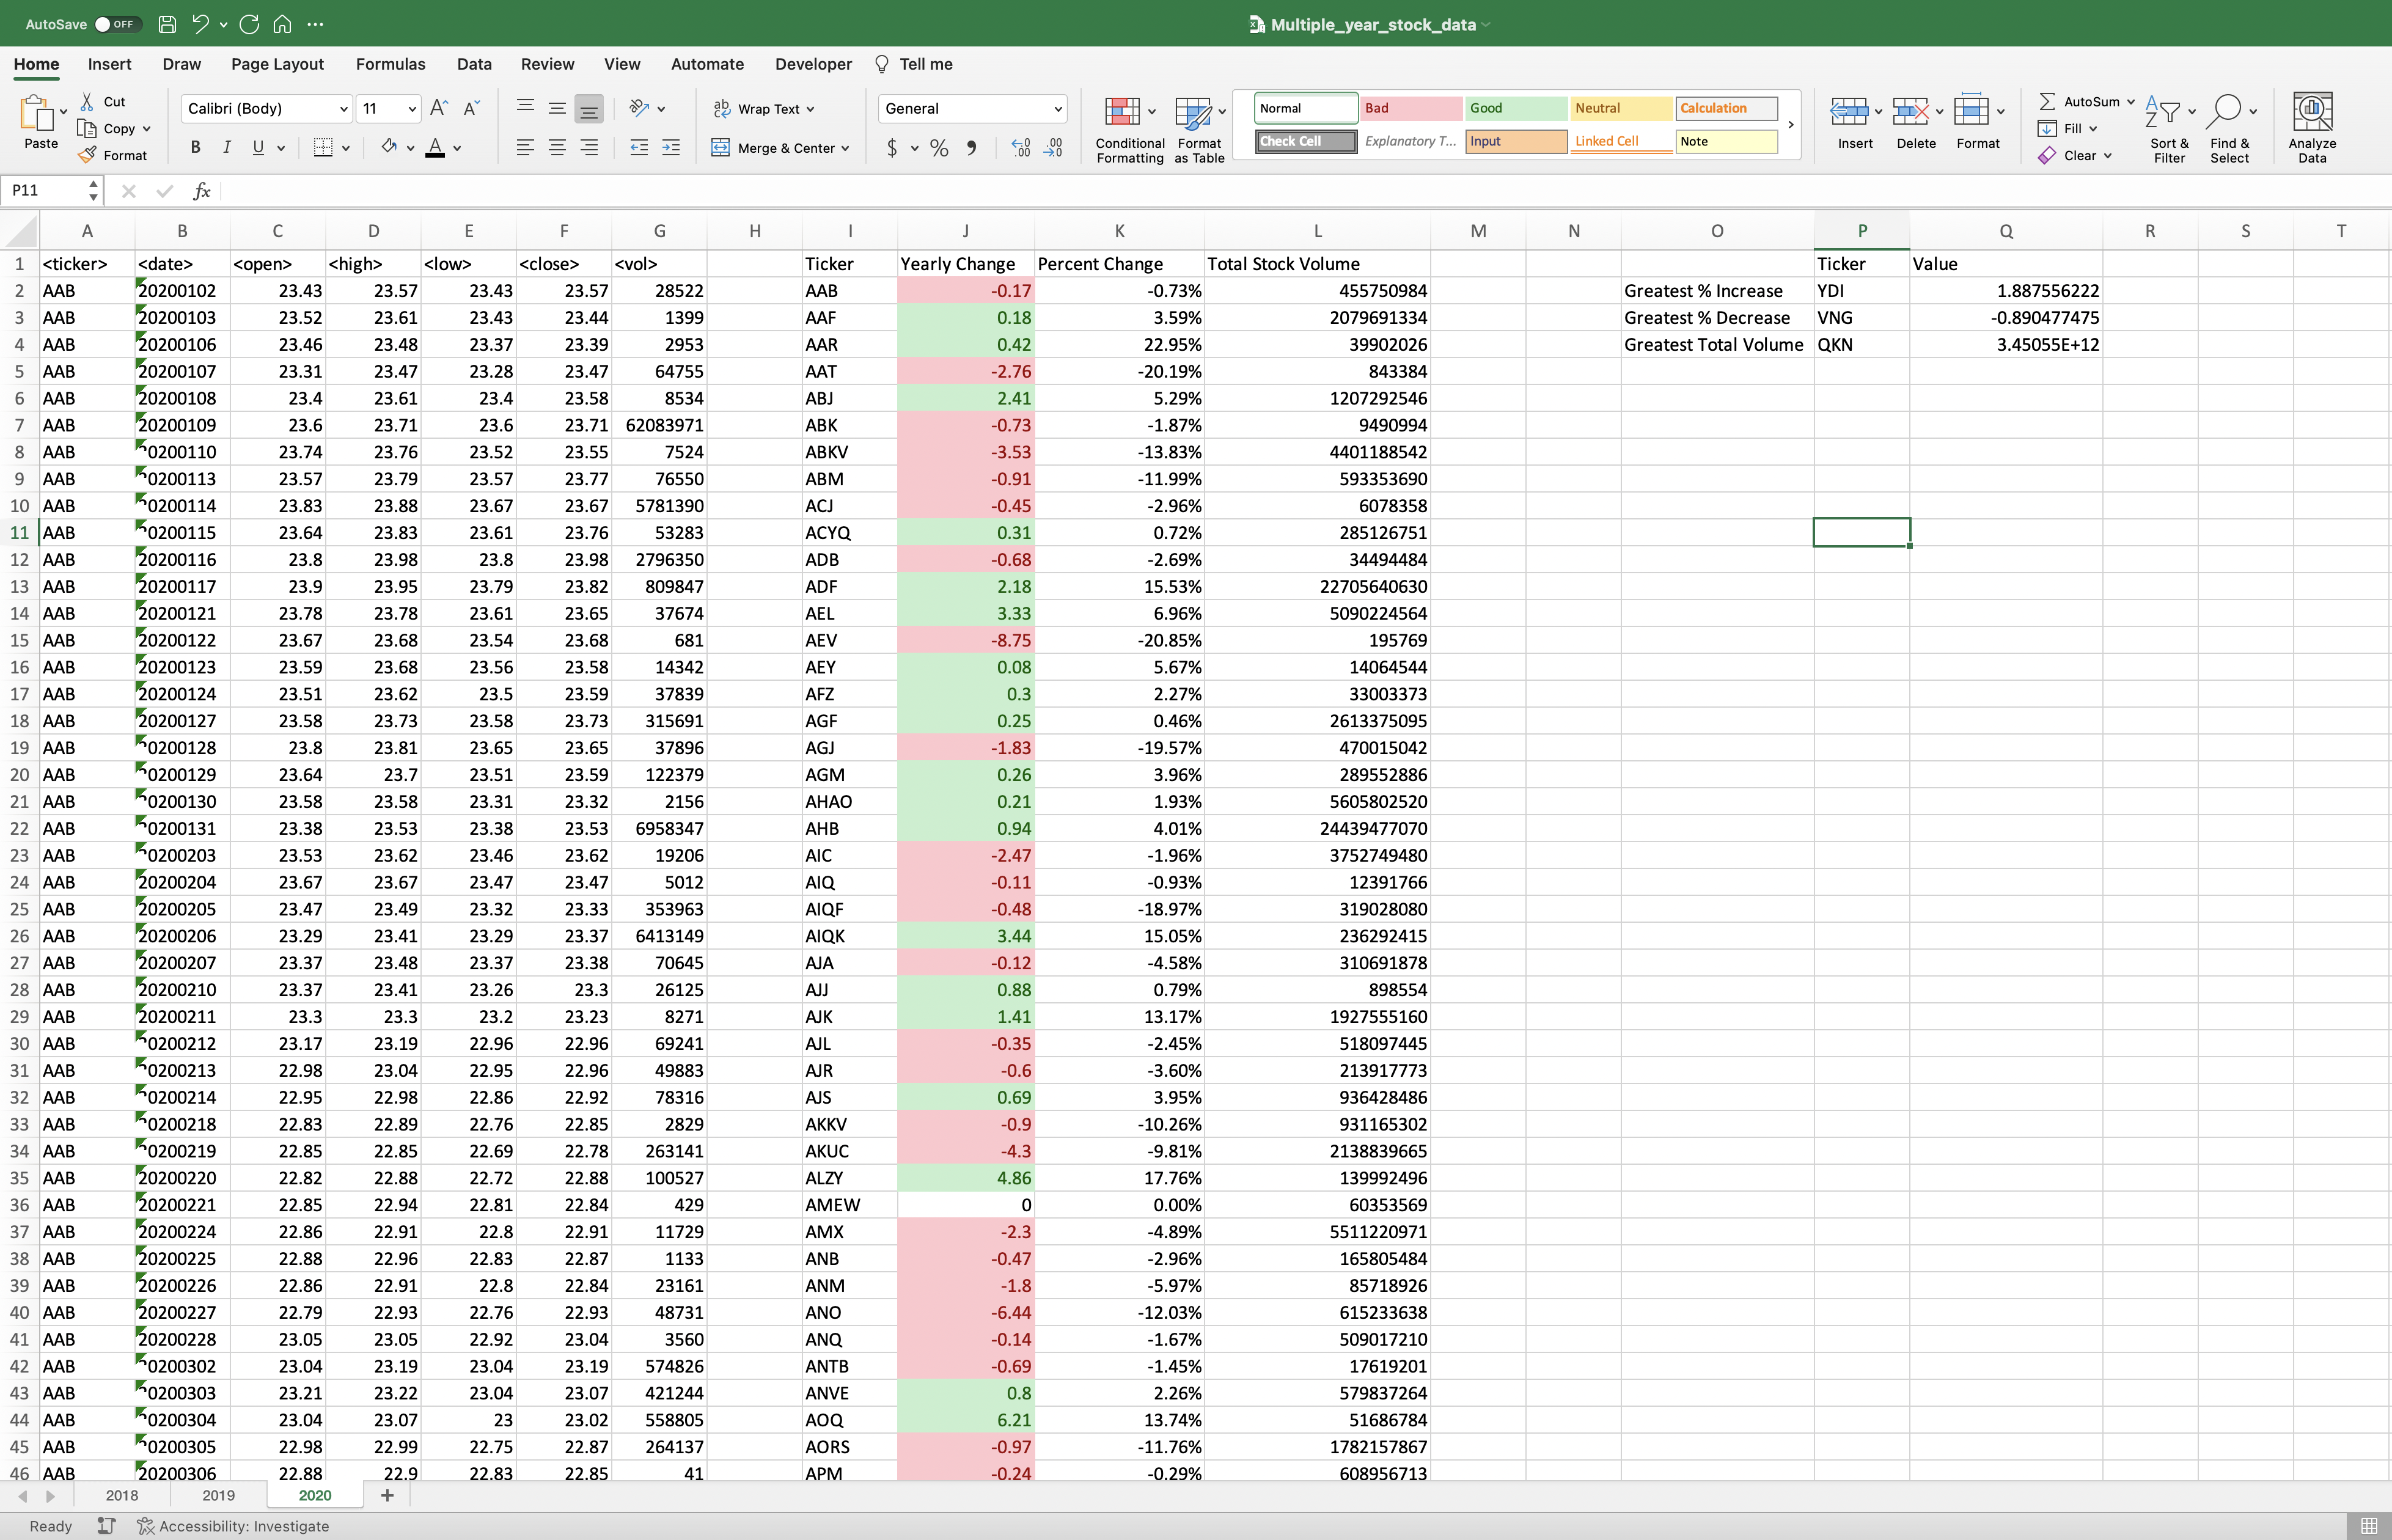 AutoSave OFF Multiple_year_stock_data
Home Insert Draw Page Layout Formulas Data Review View Automate Developer Tell me
Paste Cut Copy Format Calibri (Body) 11 Wrap Text Merge & Center General Conditional Formatting Format as Table Normal Bad Good Neutral Calculation Insert Delete Format AutoSum Fill Clear Sort & Filter Find & Select Analyze Data
Check Cell Explanatory T... Input Linked Cell Note
P11 fx
A B C D E F G H I J K L M N O P Q R S T
1 <ticker> <date> <open> <high> <low> <close> <vol> Ticker Yearly Change Percent Change Total Stock Volume Ticker Value
2 AAB 20200102 23.43 23.57 23.43 23.57 28522 AAB -0.17 -0.73% 455750984 Greatest % Increase YDI 1.887556222
3 AAB 20200103 23.52 23.61 23.43 23.44 1399 AAF 0.18 3.59% 2079691334 Greatest % Decrease VNG -0.890477475
4 AAB 20200106 23.46 23.48 23.37 23.39 2953 AAR 0.42 22.95% 39902026 Greatest Total Volume QKN 3.45055E+12
5 AAB 20200107 23.31 23.47 23.28 23.47 64755 AAT -2.76 -20.19% 843384
6 AAB 20200108 23.4 23.61 23.4 23.58 8534 ABJ 2.41 5.29% 1207292546
7 AAB 20200109 23.6 23.71 23.6 23.71 62083971 ABK -0.73 -1.87% 9490994
8 AAB 20200110 23.74 23.76 23.52 23.55 7524 ABKV -3.53 -13.83% 4401188542
9 AAB 20200113 23.57 23.79 23.57 23.77 76550 ABM -0.91 -11.99% 593353690
10 AAB 20200114 23.83 23.88 23.67 23.67 5781390 ACJ -0.45 -2.96% 6078358
11 AAB 20200115 23.64 23.83 23.61 23.76 53283 ACYQ 0.31 0.72% 285126751
12 AAB 20200116 23.8 23.98 23.8 23.98 2796350 ADB -0.68 -2.69% 34494484
13 AAB 20200117 23.9 23.95 23.79 23.82 809847 ADF 2.18 15.53% 22705640630
14 AAB 20200121 23.78 23.78 23.61 23.65 37674 AEL 3.33 6.96% 5090224564
15 AAB 20200122 23.67 23.68 23.54 23.68 681 AEV -8.75 -20.85% 195769
16 AAB 20200123 23.59 23.68 23.56 23.58 14342 AEY 0.08 5.67% 14064544
17 AAB 20200124 23.51 23.62 23.5 23.59 37839 AFZ 0.3 2.27% 33003373
18 AAB 20200127 23.58 23.73 23.58 23.73 315691 AGF 0.25 0.46% 2613375095
19 AAB 20200128 23.8 23.81 23.65 23.65 37896 AGJ -1.83 -19.57% 470015042
20 AAB 20200129 23.64 23.7 23.51 23.59 122379 AGM 0.26 3.96% 289552886
21 AAB 20200130 23.58 23.58 23.31 23.32 2156 AHAO 0.21 1.93% 5605802520
22 AAB 20200131 23.38 23.53 23.38 23.53 6958347 AHB 0.94 4.01% 24439477070
23 AAB 20200203 23.53 23.62 23.46 23.62 19206 AIC -2.47 -1.96% 3752749480
24 AAB 20200204 23.67 23.67 23.47 23.47 5012 AIQ -0.11 -0.93% 12391766
25 AAB 20200205 23.47 23.49 23.32 23.33 353963 AIQF -0.48 -18.97% 319028080
26 AAB 20200206 23.29 23.41 23.29 23.37 6413149 AIQK 3.44 15.05% 236292415
27 AAB 20200207 23.37 23.48 23.37 23.38 70645 AJA -0.12 -4.58% 310691878
28 AAB 20200210 23.37 23.41 23.26 23.3 26125 AJJ 0.88 0.79% 898554
29 AAB 20200211 23.3 23.3 23.2 23.23 8271 AJK 1.41 13.17% 1927555160
30 AAB 20200212 23.17 23.19 22.96 22.96 69241 AJL -0.35 -2.45% 518097445
31 AAB 20200213 22.98 23.04 22.95 22.96 49883 AJR -0.6 -3.60% 213917773
32 AAB 20200214 22.95 22.98 22.86 22.92 78316 AJS 0.69 3.95% 936428486
33 AAB 20200218 22.83 22.89 22.76 22.85 2829 AKKV -0.9 -10.26% 931165302
34 AAB 20200219 22.85 22.85 22.69 22.78 263141 AKUC -4.3 -9.81% 2138839665
35 AAB 20200220 22.82 22.88 22.72 22.88 100527 ALZY 4.86 17.76% 139992496
36 AAB 20200221 22.85 22.94 22.81 22.84 429 AMEW 0 0.00% 60353569
37 AAB 20200224 22.86 22.91 22.8 22.91 11729 AMX -2.3 -4.89% 5511220971
38 AAB 20200225 22.88 22.96 22.83 22.87 1133 ANB -0.47 -2.96% 165805484
39 AAB 20200226 22.86 22.91 22.8 22.84 23161 ANM -1.8 -5.97% 85718926
40 AAB 20200227 22.79 22.93 22.76 22.93 48731 ANO -6.44 -12.03% 615233638
41 AAB 20200228 23.05 23.05 22.92 23.04 3560 ANQ -0.14 -1.67% 509017210
42 AAB 20200302 23.04 23.19 23.04 23.19 574826 ANTB -0.69 -1.45% 17619201
43 AAB 20200303 23.21 23.22 23.04 23.07 421244 ANVE 0.8 2.26% 579837264
44 AAB 20200304 23.04 23.07 23 23.02 558805 AOQ 6.21 13.74% 51686784
45 AAB 20200305 22.98 22.99 22.75 22.87 264137 AORS -0.97 -11.76% 1782157867
46 AAB 20200306 22.88 22.9 22.83 22.85 41 APM -0.24 -0.29% 608956713
2018 2019 2020 +
Ready Accessibility: Investigate